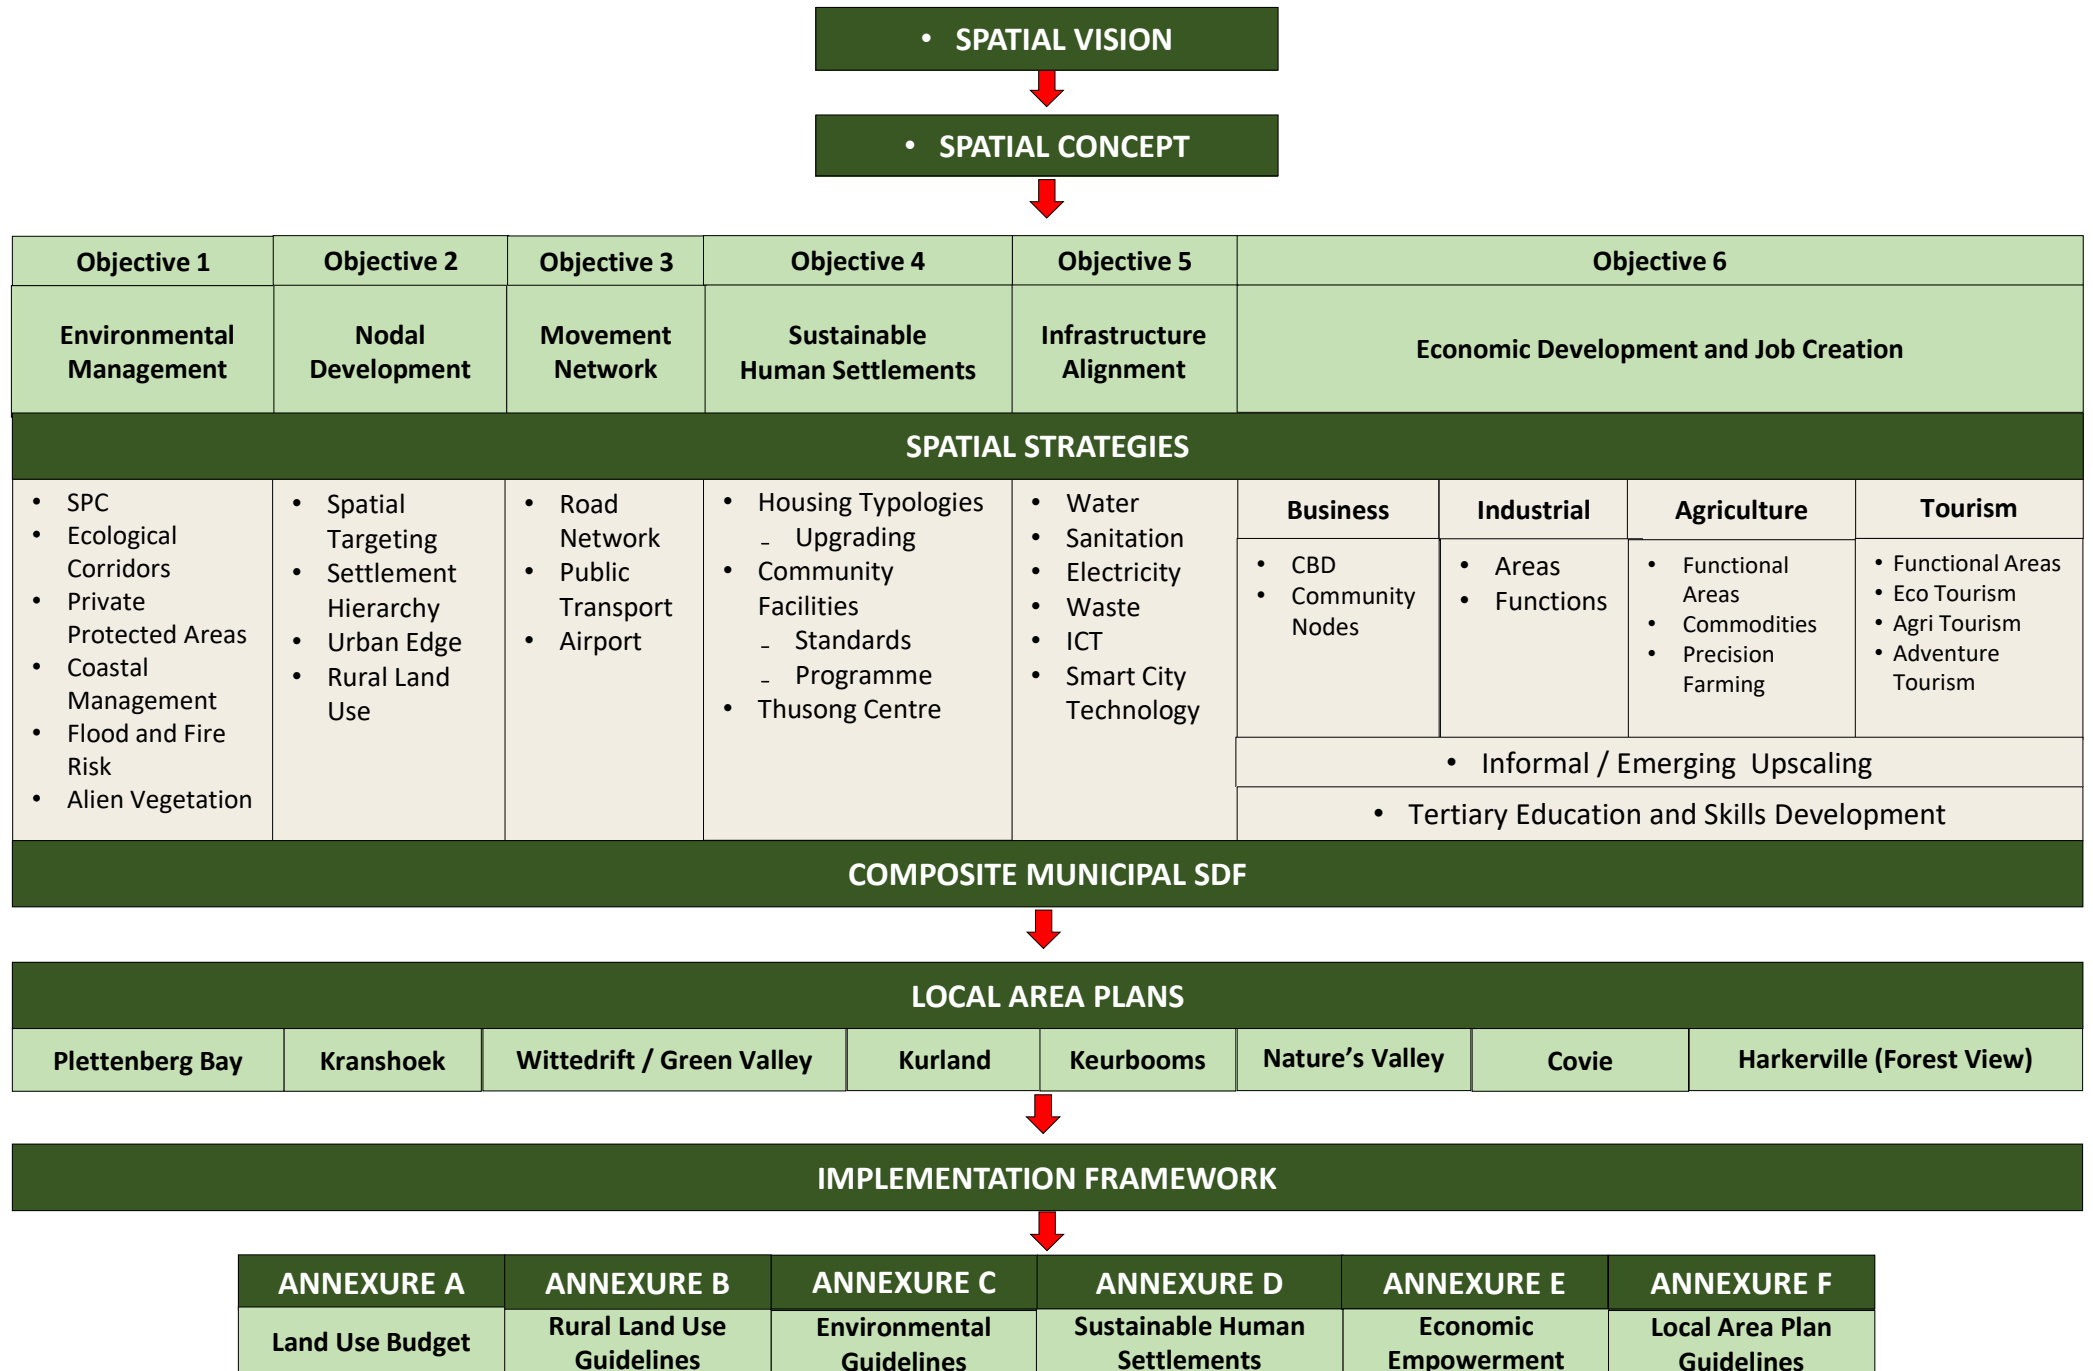 • SPATIAL VISION
• SPATIAL CONCEPT
Objective 1
Objective 2
Objective 3
Objective 4
Objective 5
Objective 6
Environmental
Management
Nodal
Development
Movement
Network
Sustainable
Human Settlements
Infrastructure
Alignment
Economic Development and Job Creation
SPATIAL STRATEGIES
• SPC
• Ecological
Corridors
• Private
Protected Areas
• Coastal
Management
• Flood and Fire
Risk
• Alien Vegetation
• Spatial
Targeting
• Settlement
Hierarchy
• Urban Edge
• Rural Land
Use
• Road
Network
• Public
Transport
• Airport
• Housing Typologies
- Upgrading
• Community
Facilities
- Standards
- Programme
• Thusong Centre
• Water
• Sanitation
• Electricity
• Waste
• ICT
• Smart City
Technology
Business
• CBD
• Community
Nodes
Industrial
• Areas
• Functions
Agriculture
• Functional
Areas
• Commodities
• Precision
Farming
Tourism
• Functional Areas
• Eco Tourism
• Agri Tourism
• Adventure
Tourism
• Informal / Emerging Upscaling
• Tertiary Education and Skills Development
COMPOSITE MUNICIPAL SDF
LOCAL AREA PLANS
Plettenberg Bay
Kranshoek
Wittedrift / Green Valley
Kurland
Keurbooms
Nature’s Valley
Covie
Harkerville (Forest View)
IMPLEMENTATION FRAMEWORK
ANNEXURE A
Land Use Budget
ANNEXURE B
Rural Land Use
Guidelines
ANNEXURE C
Environmental
Guidelines
ANNEXURE D
Sustainable Human
Settlements
ANNEXURE E
Economic
Empowerment
ANNEXURE F
Local Area Plan
Guidelines